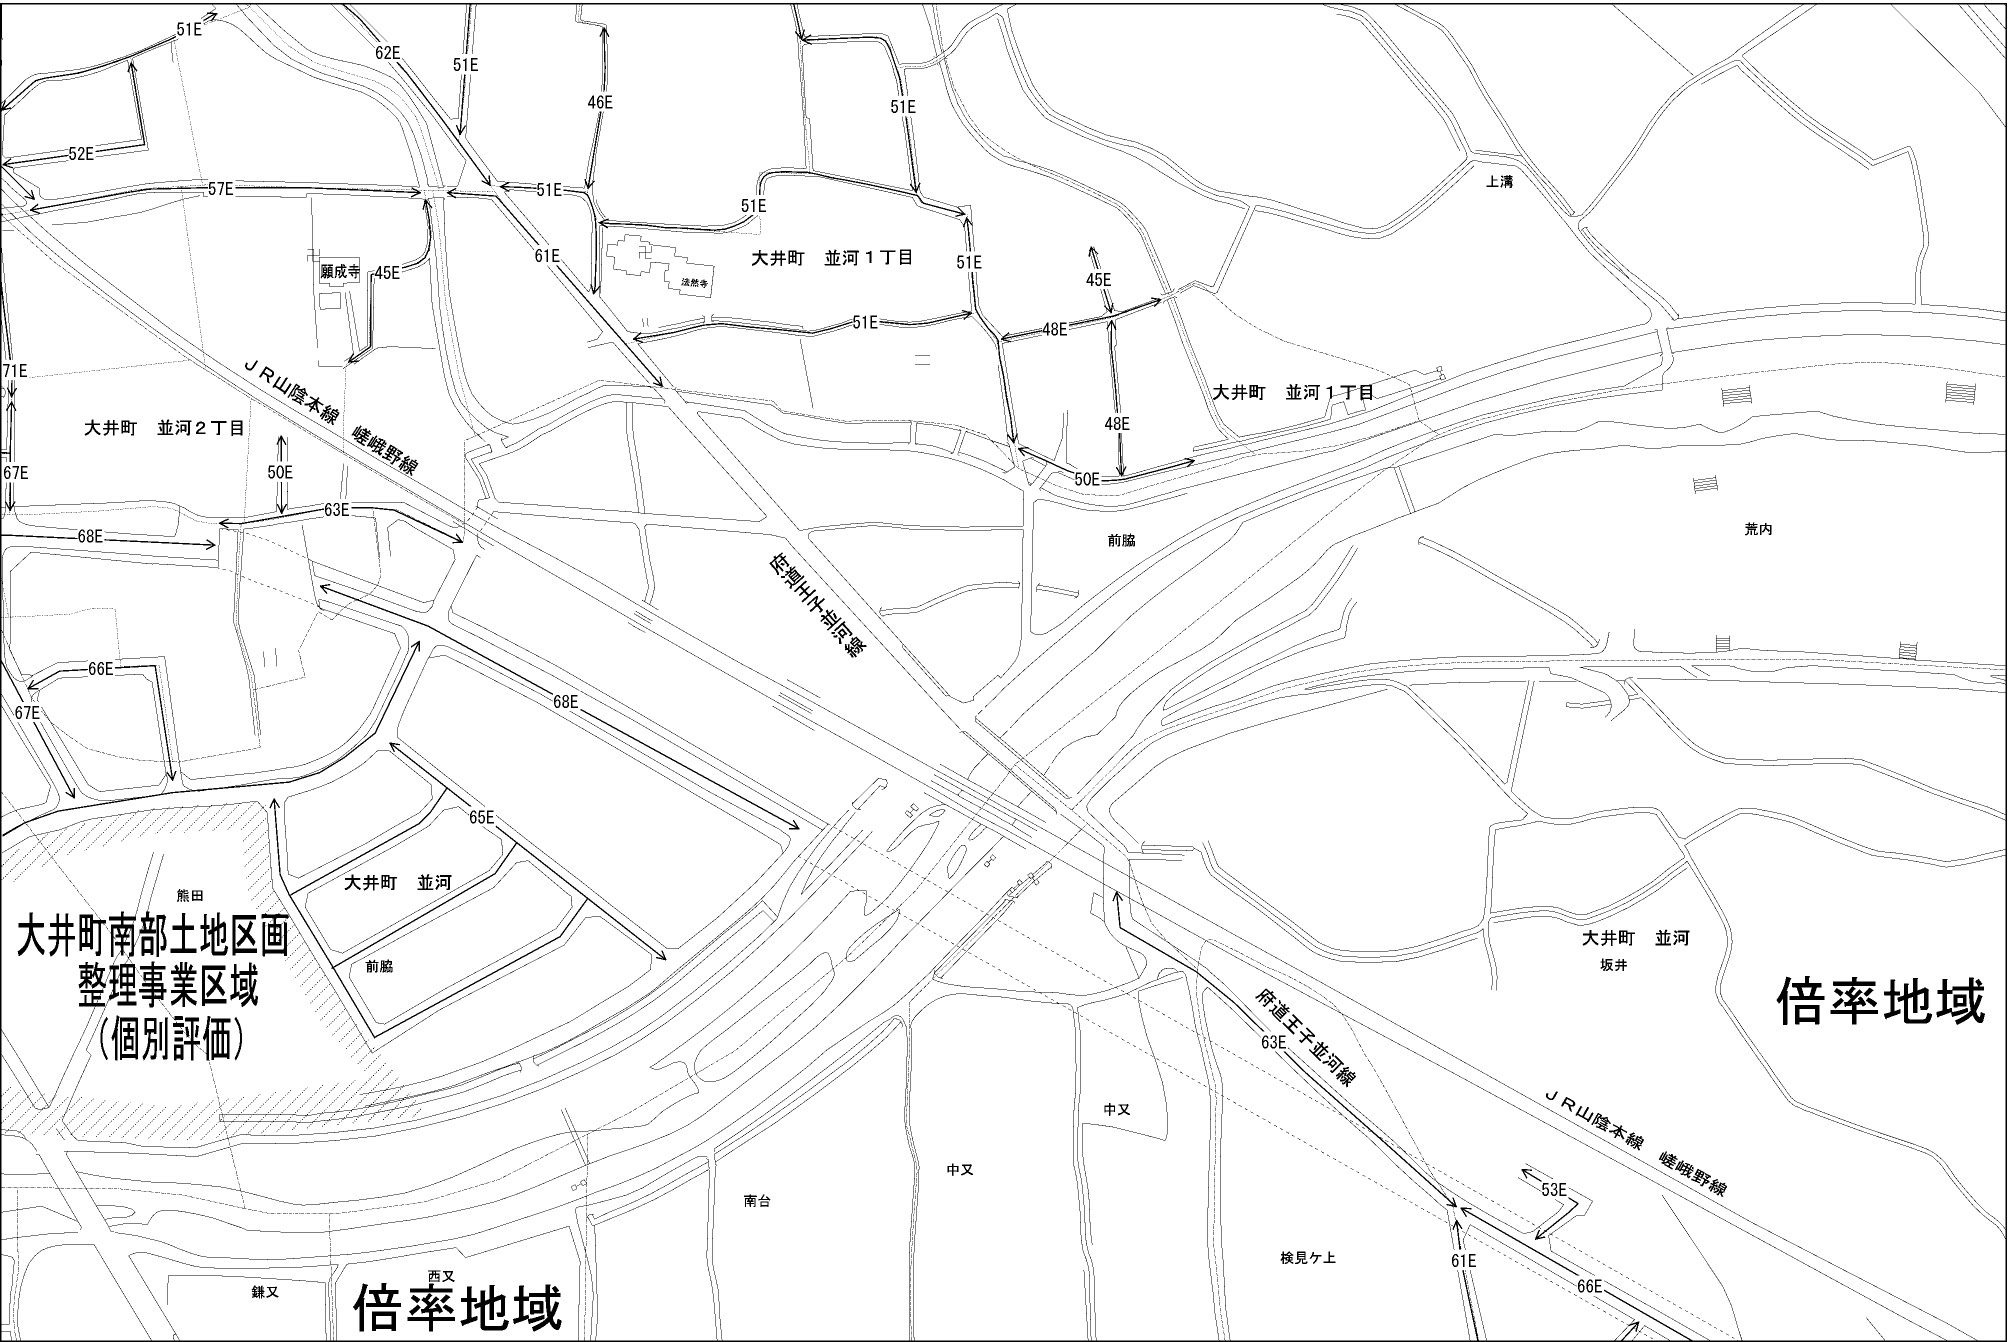 51E
62E
51E
46E
51E
52E
57E
51E
51E
上溝
61E
大井町　並河１丁目
51E
願成寺
45E
法然寺
45E
51E
48E
71E
ＪＲ山陰本線　嵯峨野線
大井町　並河１丁目
大井町　並河２丁目
48E
67E
50E
50E
63E
68E
前脇
荒内
府道王子並河線
66E
67E
68E
65E
大井町　並河
熊田
大井町南部土地区画
整理事業区域
（個別評価）
前脇
大井町　並河
坂井
倍率地域
府道王子並河線
63E
ＪＲ山陰本線　嵯峨野線
中又
中又
南台
53E
検見ケ上
61E
66E
西又
鎌又
倍率地域